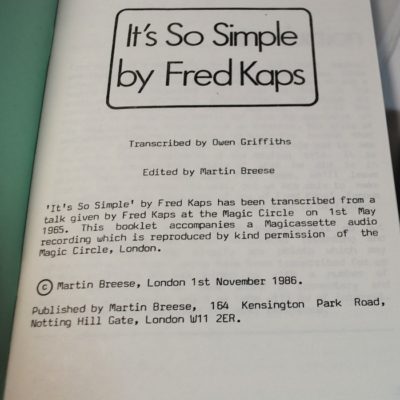 It's So Simple
by Fred Kaps
Transcribed by Owen Griffiths
Edited by Martin Breese
'It's So Simple' by Fred Kaps has been transcribed from a
talk given by Fred Kaps at the Magic Circle on 1st May
1965. This booklet accompanies a Magicassette audio
recording which is reproduced by kind permission of the
Magic Circle, London.
© Martin Breese, London 1st November 1986.
Published by Martin Breese, 164 Kensington Park Road,
Notting Hill Gate, London W11 2ER.